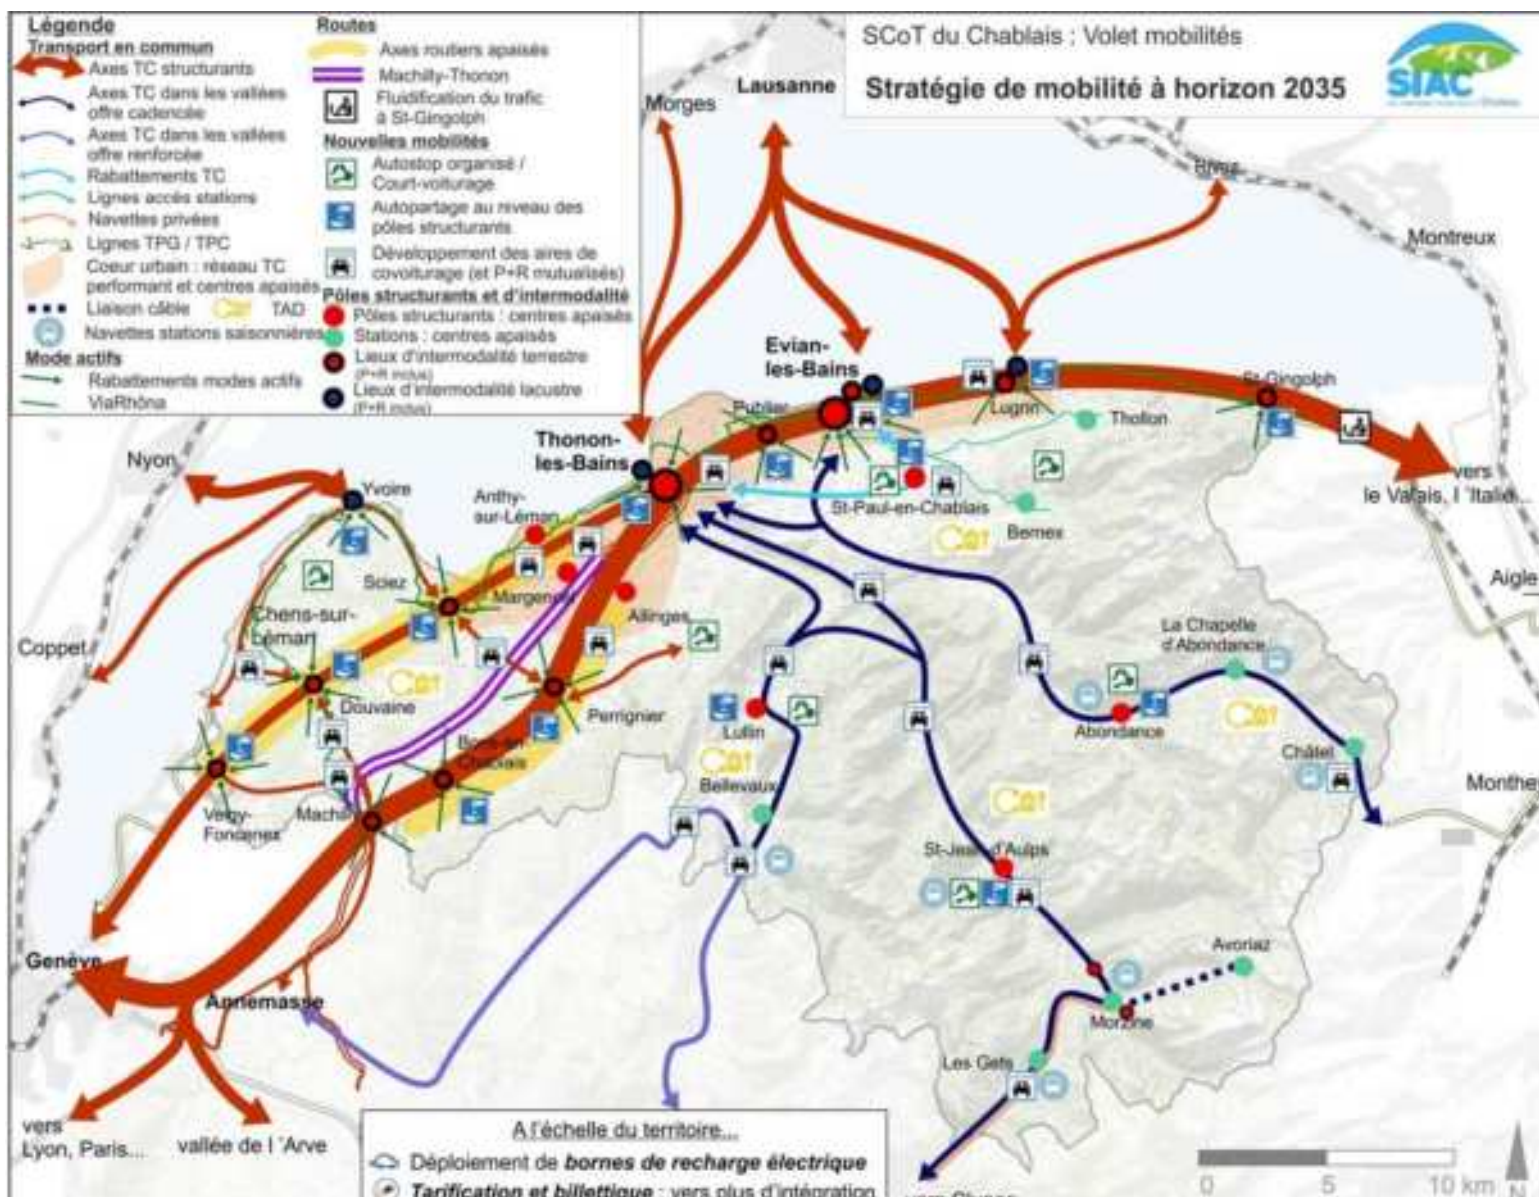 Légende
Transport en commun
Axes TC structurants
Axes TC dans les vallées
offre cadencée
Axes TC dans les vallées
offre renforcée
Rabattements TC
Lignes accès stations
Navettes privées
Lignes TPG / TPC
Coeur urbain : réseau TC
performant et centres apaisés
Liaison câble
TAD
Navettes stations saisonnières
Mode actifs
Rabattements modes actifs
ViaRhôna
Routes
Axes routiers apaisés
Machilly-Thonon
Fluidification du trafic
à St-Gingolph
Nouvelles mobilités
Autostop organisé /
Court-voiturage
Autopartage au niveau des
pôles structurants
Développement des aires de
covoiturage (et P+R mutualisés)
Pôles structurants et d'intermodalité
Pôles structurants : centres apaisés
Stations : centres apaisés
Lieux d'intermodalité terrestre
(P+R inclus)
Lieux d'intermodalité lacustre
(P+R inclus)
SCoT du Chablais : Volet mobilités
Stratégie de mobilité à horizon 2035
SIAC
Lausanne
Morges
Montreux
Evian-
les-Bains
Publier
Lugrin
St-Gingolph
Thollon
Thonon-
les-Bains
Nyon
Yvoire
Anthy-
sur-Léman
St-Paul-en-Chablais
Bernex
vers
le Valais, l 'Italie...
Aigle
Sciez
Margencel
Allinges
Chens-sur-
Léman
Coppet
La Chapelle
d'Abondance
Douvaine
Perrignier
Lullin
Abondance
Châtel
Bons-en
Chablais
Bellevaux
Monthe
Veigy-
Foncenex
Machilly
St-Jean d'Aulps
Avoriaz
Genève
Annemasse
Morzine
Les Gets
vers
Lyon, Paris...
vallée de l 'Arve
A l'échelle du territoire...
Déploiement de bornes de recharge électrique
Tarification et billettique : vers plus d'intégration
0 5 10 km
N